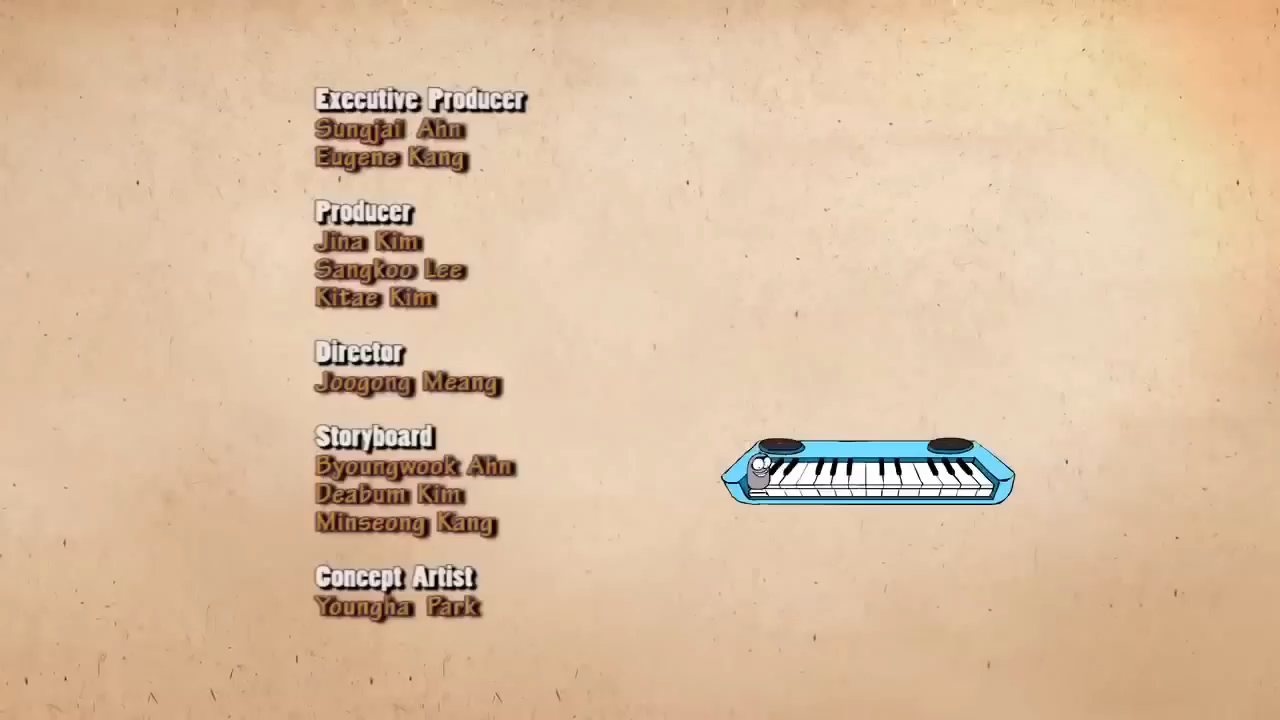 Executive Producer
Sungjai Ahn
Eugene Kang
Producer
Jina Kim
Sangkoo Lee
Kitae Kim
Director
Joogong Meang
Storyboard
Byoungwook Ahn
Deabum Kim
Minseong Kang
Concept Artist
Youngha Park